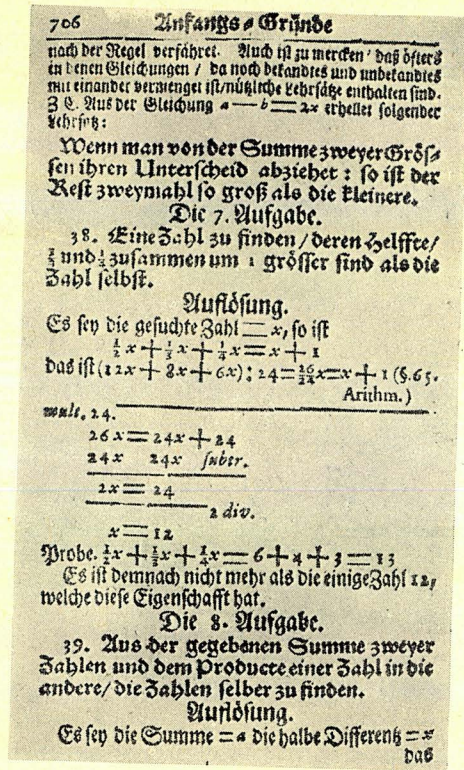 706 Anfangs-Gründe
nach der Regel verfähret. Auch ist zu mercken / daß öfters
in denen Gleichungen / da noch bekandtes und unbekandtes
mit einander vermenget ist/nützliche Lehrsätze enthalten sind.
Z E. Aus der Gleichung a — b = 2x erhellet folgender
Lehrsatz:
Wenn man von der Summe zweyer Grös-
sen ihren Unterscheid abziehet: so ist der
Rest zweymahl so groß als die kleinere.
Die 7. Aufgabe.
38. Eine Zahl zu finden / deren Helffte/
⅓ und ¼ zusammen um 1 grösser sind als die
Zahl selbst.
Auflösung.
Es sey die gesuchte Zahl = x, so ist
½x + ⅓x + ¼x = x + 1
das ist (12x + 8x + 6x): 24 = 26/24 x = x + 1 (§. 65.
Arithm.)
mult. 24.
26x = 24x + 24
24x 24x subtr.
2x = 24
2 div.
x = 12
Probe. ½x + ⅓x + ¼x = 6 + 4 + 3 = 13
Es ist demnach nicht mehr als die einige Zahl 12,
welche diese Eigenschafft hat.
Die 8. Aufgabe.
39. Aus der gegebenen Summe zweyer
Zahlen und dem Producte einer Zahl in die
andere/ die Zahlen selber zu finden.
Auflösung.
Es sey die Summe = a die halbe Differentz = x
das